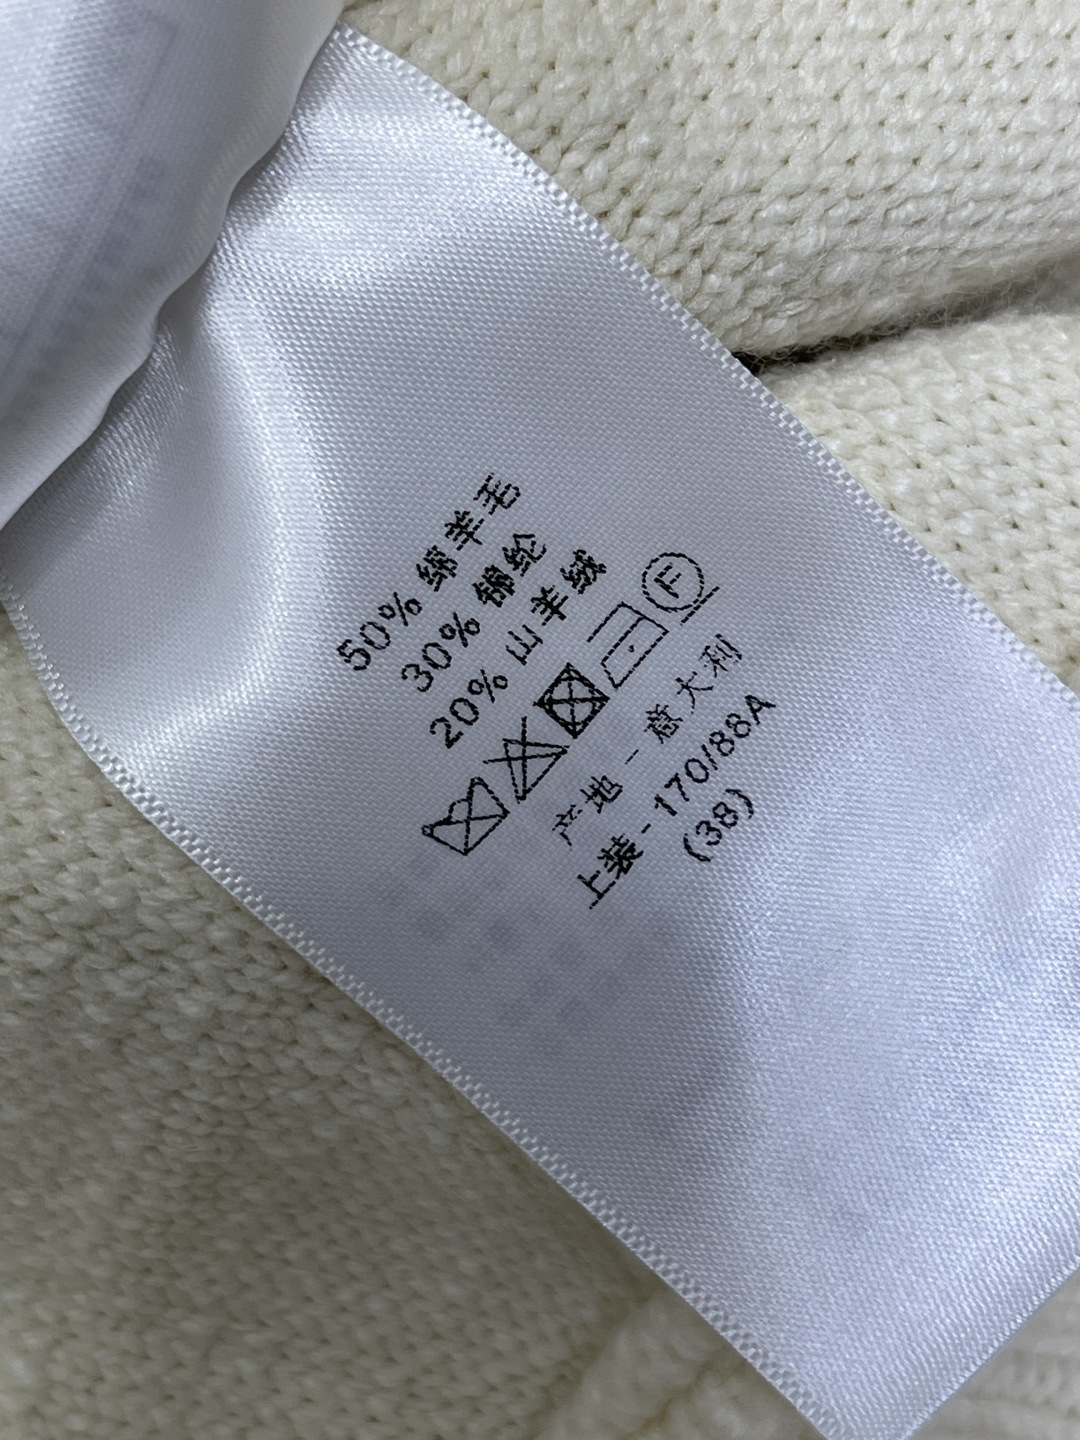 50% 绵羊毛
30% 锦纶
20% 山羊绒
F
产地 - 意大利
上装 - 170/88A
(38)